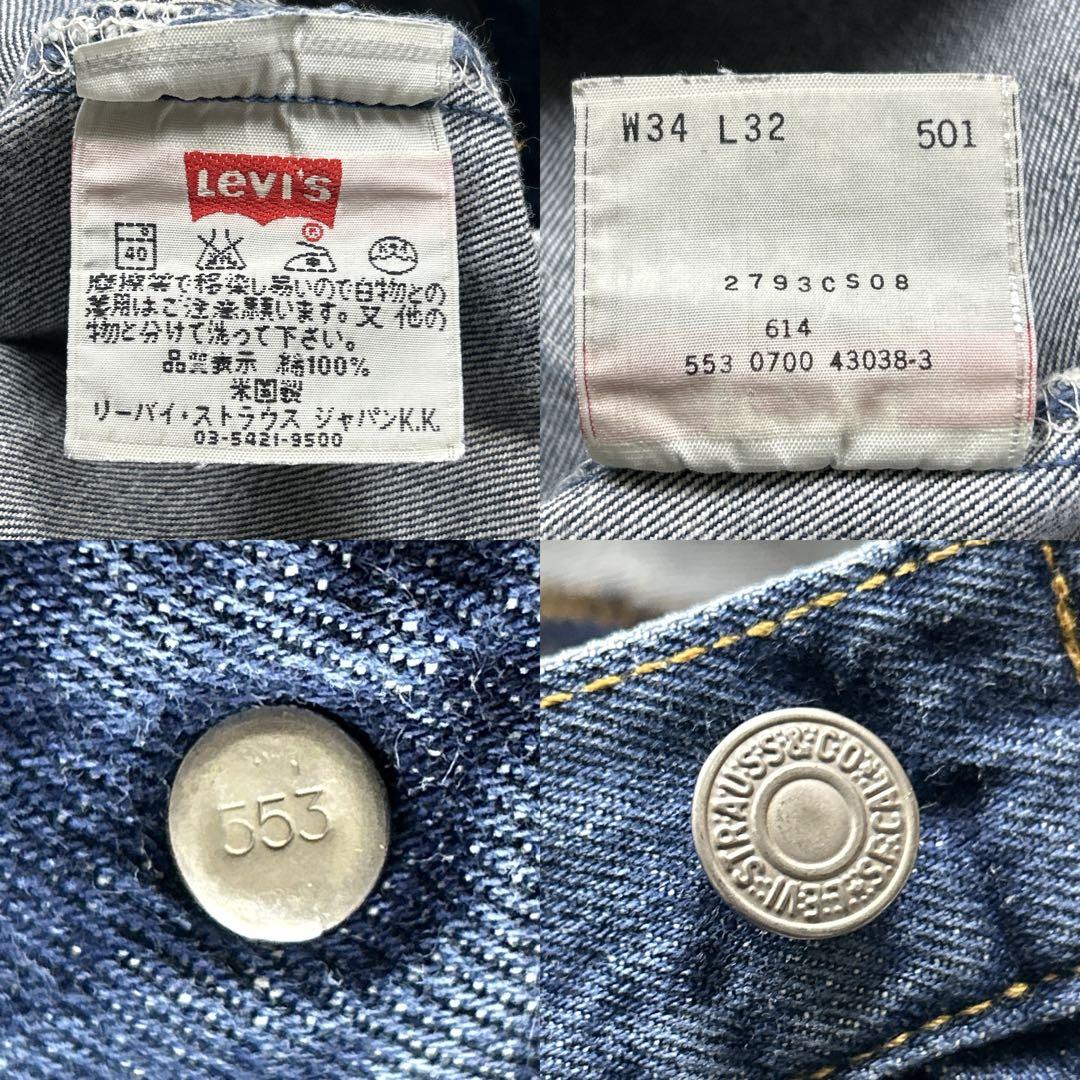 Levi's
®
40
摩擦等で移染し易いので白物との
着用はご注意願います。又 他の
物と分けて洗って下さい。
品質表示 綿100%
米国製
リーバイ・ストラウス ジャパンK.K.
03-5421-9500
W34 L32 501
2793CS08
614
553 0700 43038-3
553
LEVI STRAUSS & CO. S.F. CAL.